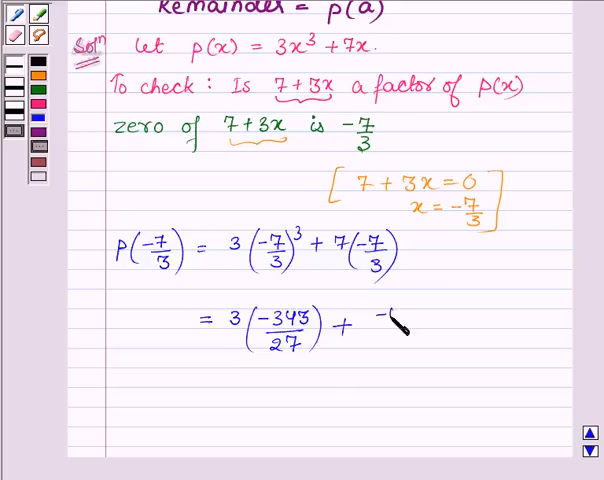 Remainder = p(a)
Solⁿ Let p(x) = 3x³ + 7x.
To check : Is 7 + 3x a factor of p(x)
zero of 7 + 3x is -7/3
[ 7 + 3x = 0
x = -7/3 ]
P(-7/3) = 3(-7/3)³ + 7(-7/3)
= 3(-343/27) + -